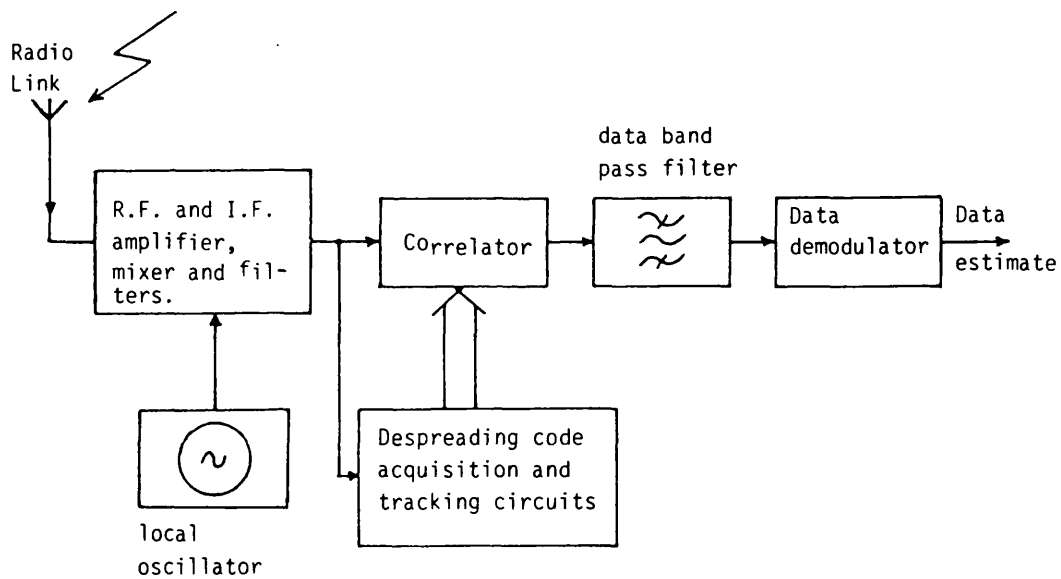 Radio
Link
R.F. and I.F.
amplifier,
mixer and fil-
ters.
Correlator
data band
pass filter
Data
demodulator
Data
estimate
Despreading code
acquisition and
tracking circuits
local
oscillator